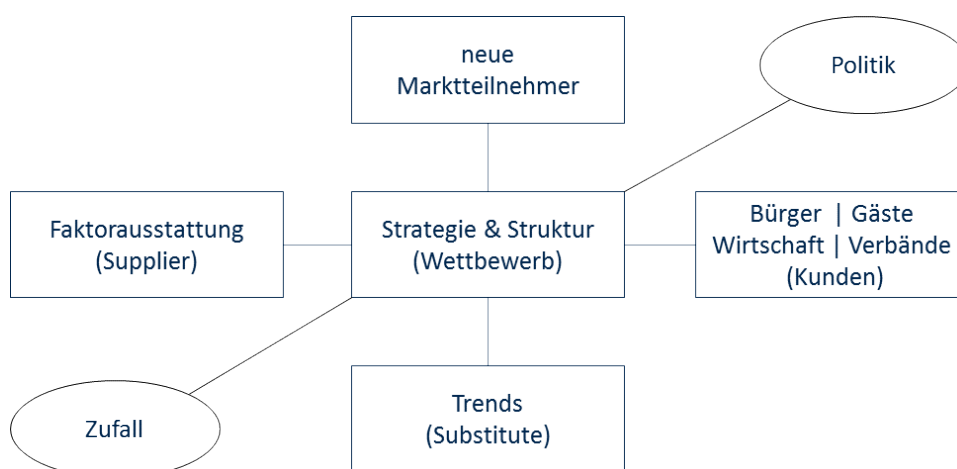 neue
Marktteilnehmer
Politik
Faktorausstattung
(Supplier)
Strategie & Struktur
(Wettbewerb)
Bürger | Gäste
Wirtschaft | Verbände
(Kunden)
Zufall
Trends
(Substitute)